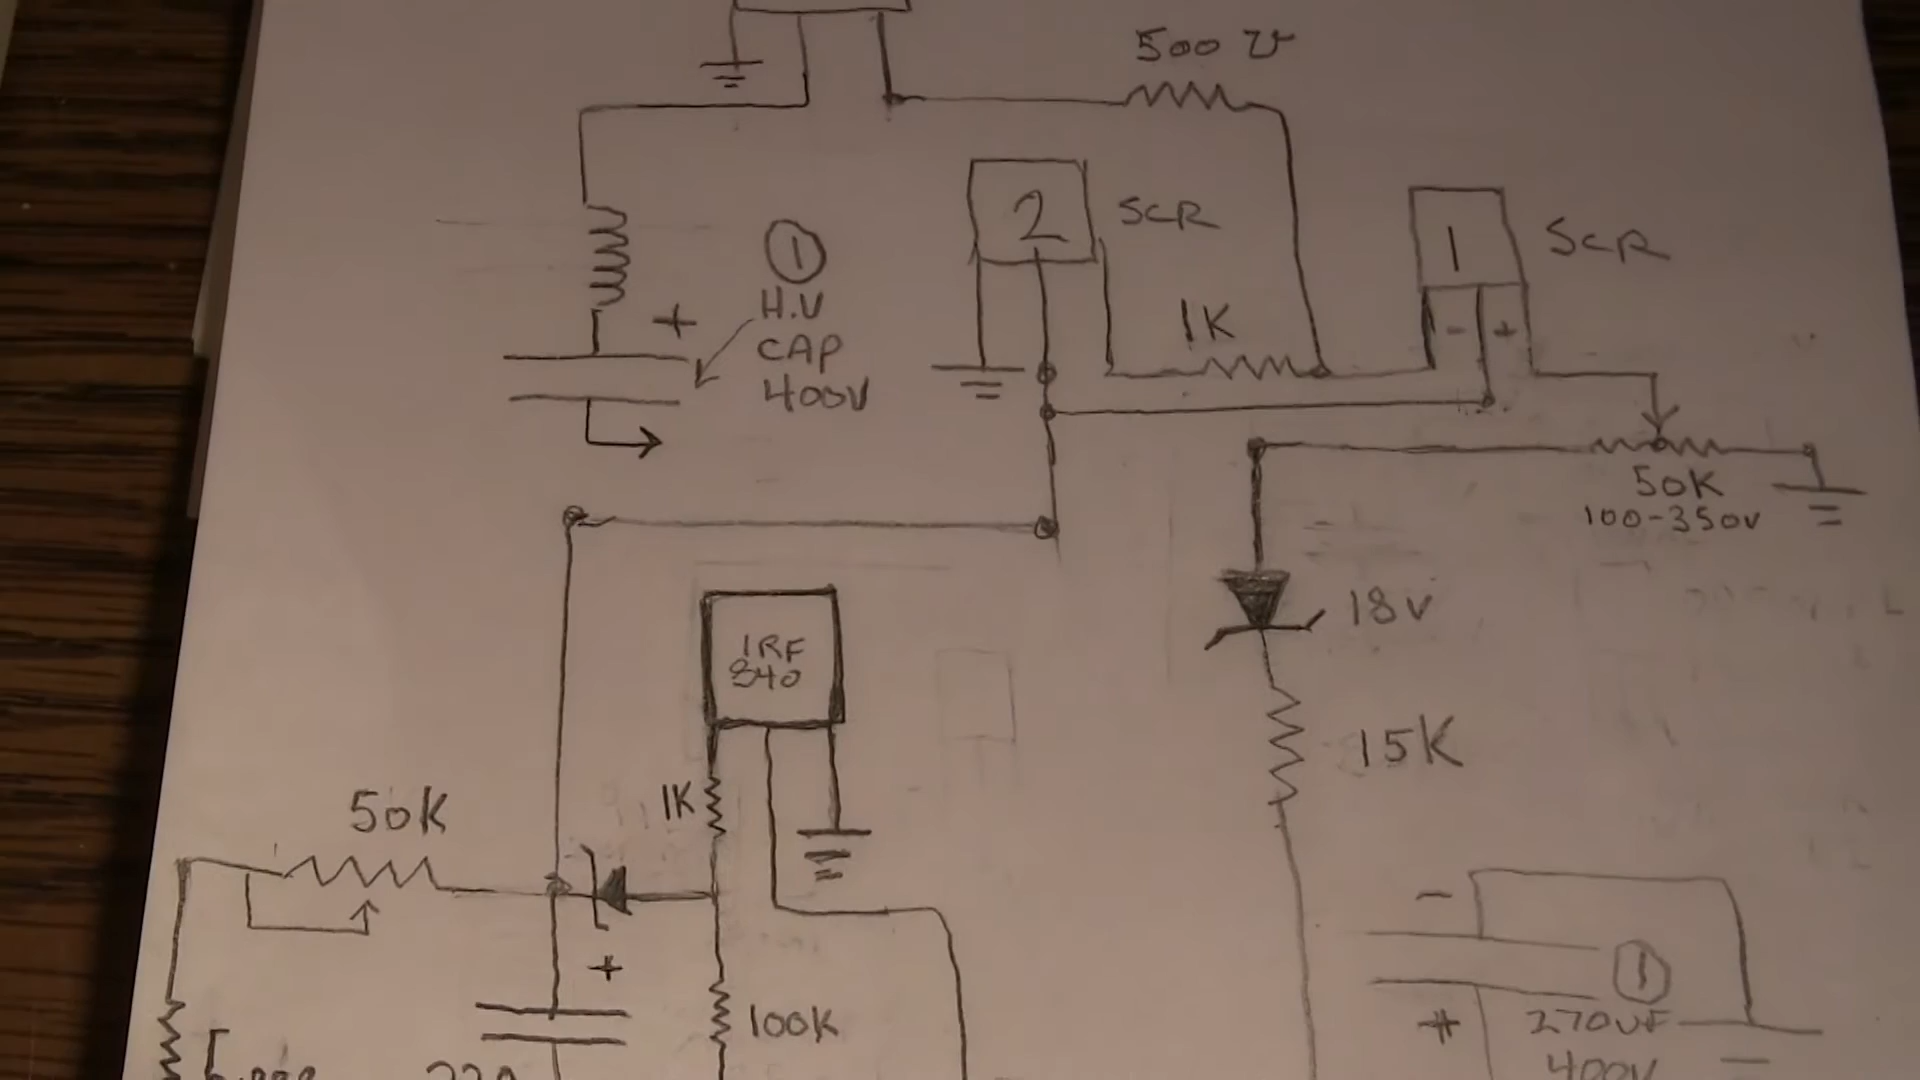 500 Ʊ
2
SCR
1
SCR
- +
1K
+
1
H.V
CAP
400V
50K
100-350V
18V
IRF
840
15K
1K
50K
+
100K
-
1
+
270UF
400V